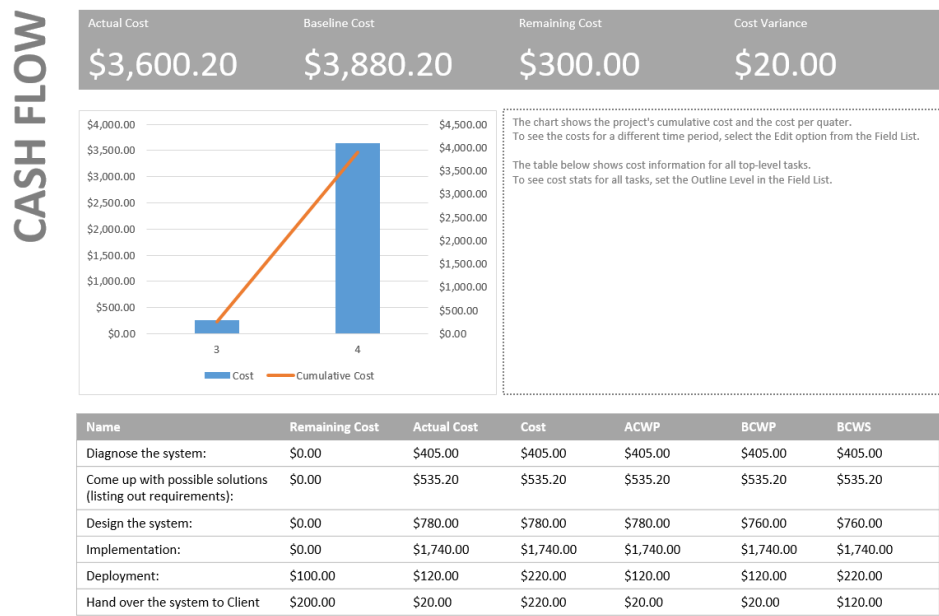 CASH FLOW
Actual Cost Baseline Cost Remaining Cost Cost Variance
$3,600.20 $3,880.20 $300.00 $20.00
The chart shows the project's cumulative cost and the cost per quater.
To see the costs for a different time period, select the Edit option from the Field List.
The table below shows cost information for all top-level tasks.
To see cost stats for all tasks, set the Outline Level in the Field List.
$4,000.00
$3,500.00
$3,000.00
$2,500.00
$2,000.00
$1,500.00
$1,000.00
$500.00
$0.00
$4,500.00
$4,000.00
$3,500.00
$3,000.00
$2,500.00
$2,000.00
$1,500.00
$1,000.00
$500.00
$0.00
3 4
Cost Cumulative Cost
Name Remaining Cost Actual Cost Cost ACWP BCWP BCWS
Diagnose the system: $0.00 $405.00 $405.00 $405.00 $405.00 $405.00
Come up with possible solutions $0.00 $535.20 $535.20 $535.20 $535.20 $535.20
(listing out requirements):
Design the system: $0.00 $780.00 $780.00 $780.00 $760.00 $760.00
Implementation: $0.00 $1,740.00 $1,740.00 $1,740.00 $1,740.00 $1,740.00
Deployment: $100.00 $120.00 $220.00 $120.00 $120.00 $220.00
Hand over the system to Client $200.00 $20.00 $220.00 $20.00 $20.00 $120.00